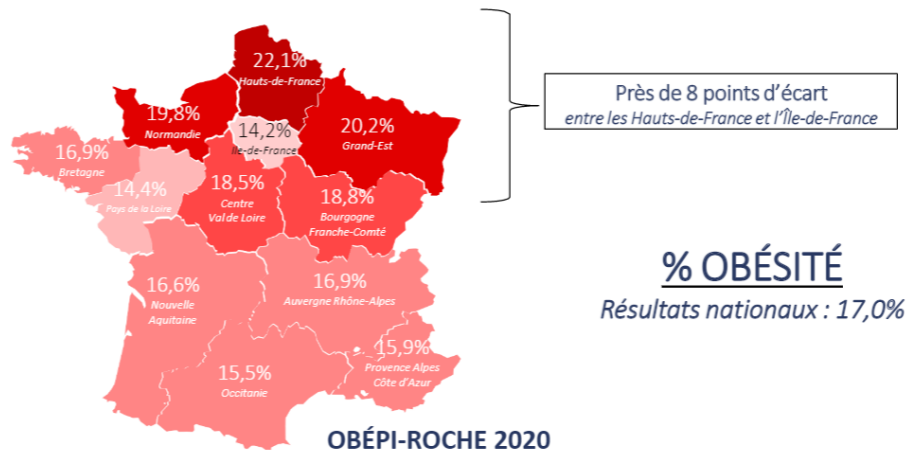 22,1%
Hauts-de-France
Près de 8 points d'écart
entre les Hauts-de-France et l'Île-de-France
19,8%
Normandie
14,2%
Ile-de-France
20,2%
Grand-Est
16,9%
Bretagne
14,4%
Pays de la Loire
18,5%
Centre
Val de Loire
18,8%
Bourgogne
Franche-Comté
% OBÉSITÉ
Résultats nationaux : 17,0%
16,6%
Nouvelle
Aquitaine
16,9%
Auvergne Rhône-Alpes
15,9%
Provence Alpes
Côte d'Azur
15,5%
Occitanie
OBÉPI-ROCHE 2020